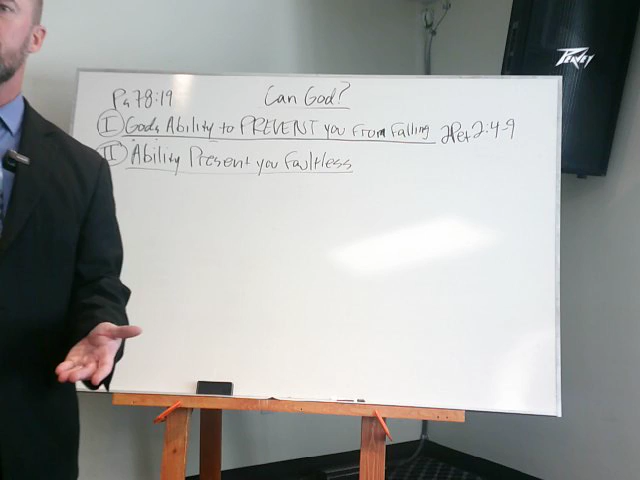 Ps 78:19 Can God?
I Gods Ability to PREVENT you From Falling 2Pet 2:4-9
II Ability Present you Faultless
PEAVEY